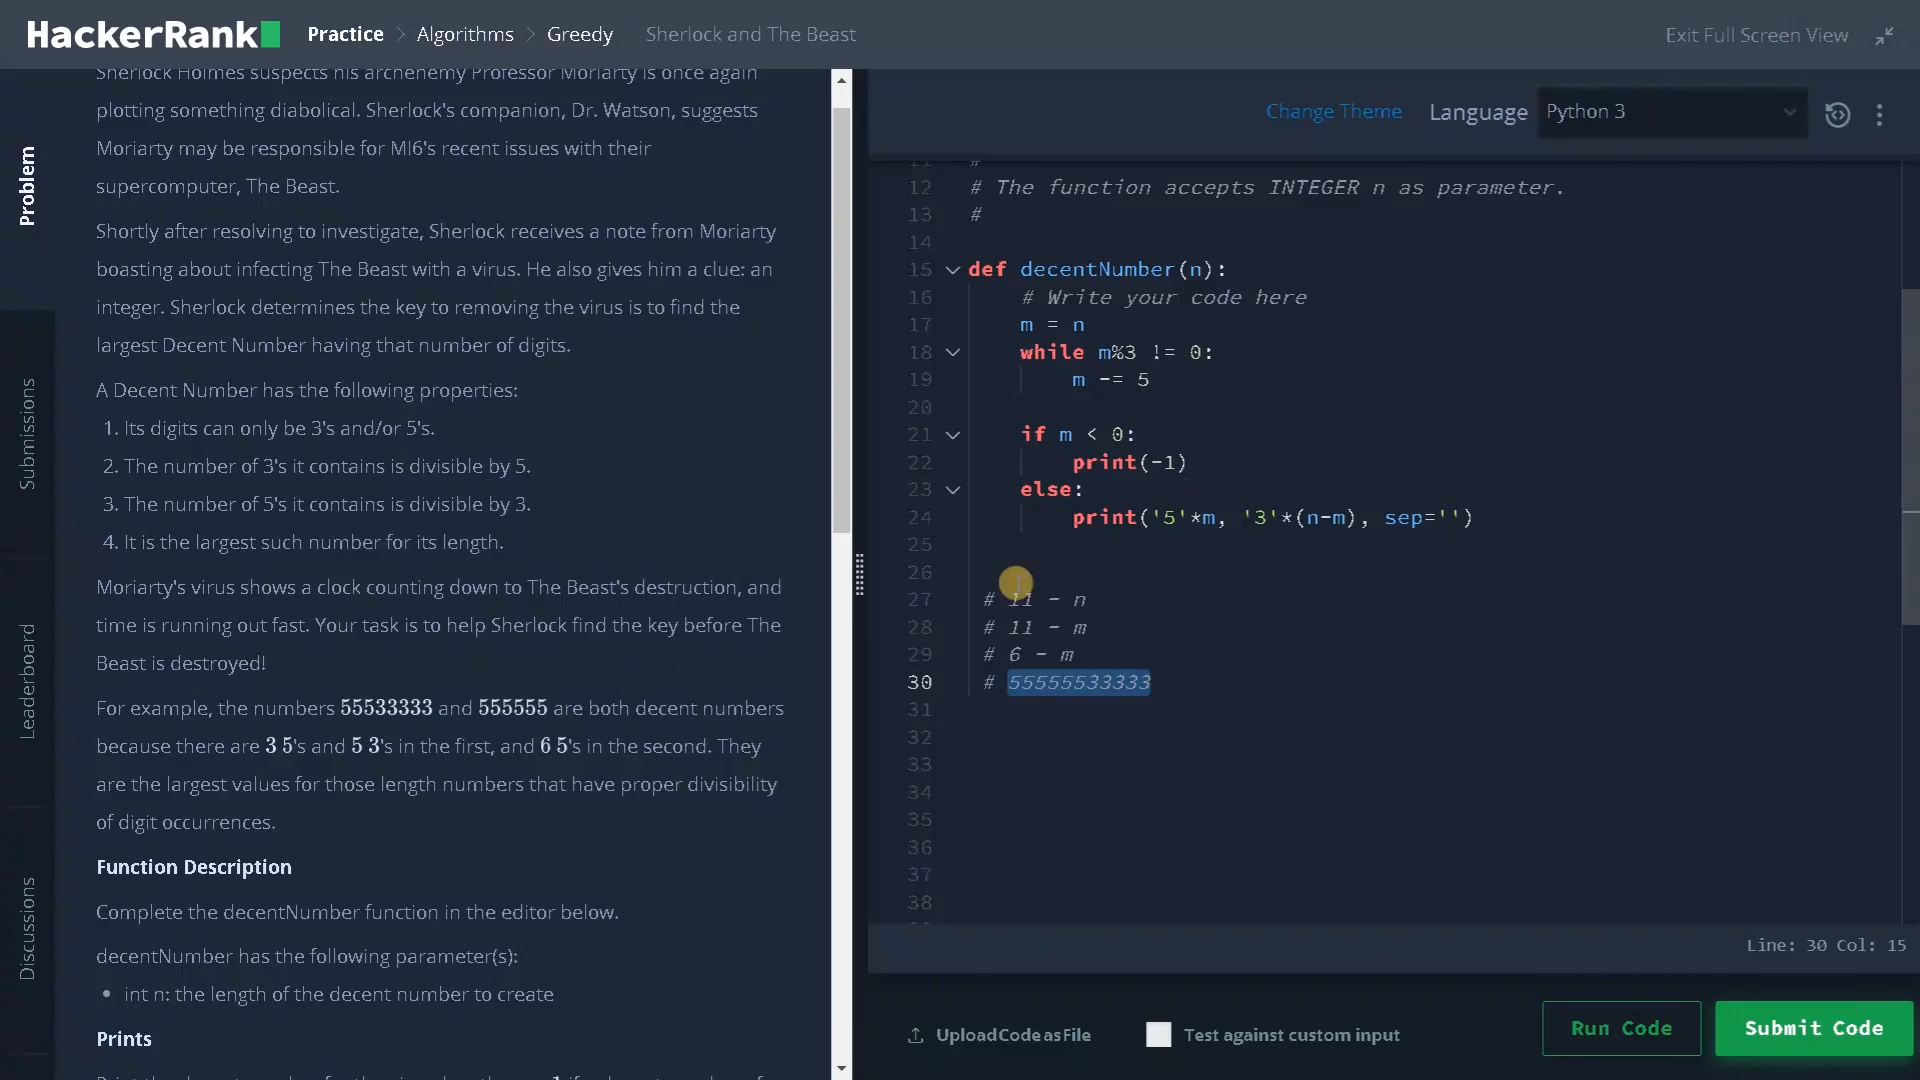 HackerRank Practice > Algorithms > Greedy Sherlock and The Beast Exit Full Screen View
Problem
Submissions
Leaderboard
Discussions
Sherlock Holmes suspects his archenemy Professor Moriarty is once again
plotting something diabolical. Sherlock's companion, Dr. Watson, suggests
Moriarty may be responsible for MI6's recent issues with their
supercomputer, The Beast.
Shortly after resolving to investigate, Sherlock receives a note from Moriarty
boasting about infecting The Beast with a virus. He also gives him a clue: an
integer. Sherlock determines the key to removing the virus is to find the
largest Decent Number having that number of digits.
A Decent Number has the following properties:
1. Its digits can only be 3's and/or 5's.
2. The number of 3's it contains is divisible by 5.
3. The number of 5's it contains is divisible by 3.
4. It is the largest such number for its length.
Moriarty's virus shows a clock counting down to The Beast's destruction, and
time is running out fast. Your task is to help Sherlock find the key before The
Beast is destroyed!
For example, the numbers 55533333 and 555555 are both decent numbers
because there are 3 5's and 5 3's in the first, and 6 5's in the second. They
are the largest values for those length numbers that have proper divisibility
of digit occurrences.
Function Description
Complete the decentNumber function in the editor below.
decentNumber has the following parameter(s):
• int n: the length of the decent number to create
Prints
Change Theme Language Python 3
11 #
12 # The function accepts INTEGER n as parameter.
13 #
14
15 def decentNumber(n):
16 # Write your code here
17 m = n
18 while m%3 != 0:
19 m -= 5
20
21 if m < 0:
22 print(-1)
23 else:
24 print('5'*m, '3'*(n-m), sep='')
25
26
27 # 11 - n
28 # 11 - m
29 # 6 - m
30 # 55555533333
31
32
33
34
35
36
37
38
Line: 30 Col: 15
Upload Code as File Test against custom input Run Code Submit Code